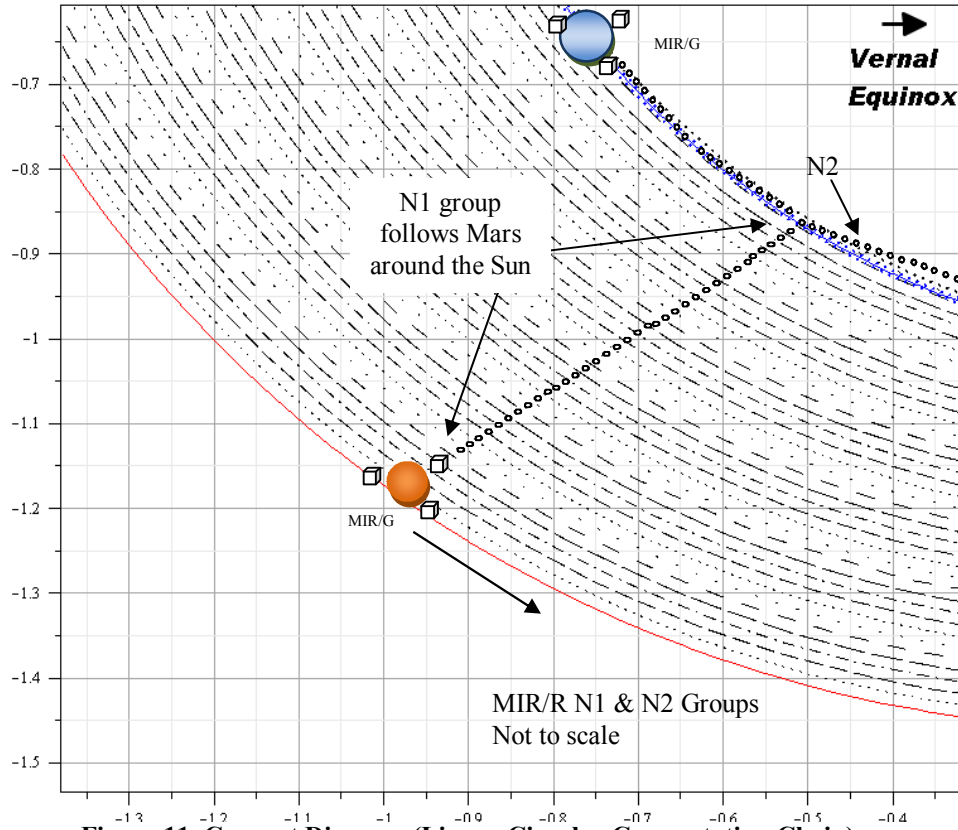 MIR/G
Vernal
Equinox
N2
N1 group
follows Mars
around the Sun
MIR/G
MIR/R N1 & N2 Groups
Not to scale
-0.7
-0.8
-0.9
-1
-1.1
-1.2
-1.3
-1.4
-1.5
-1.3
-1.2
-1.1
-1
-0.9
-0.8
-0.7
-0.6
-0.5
-0.4